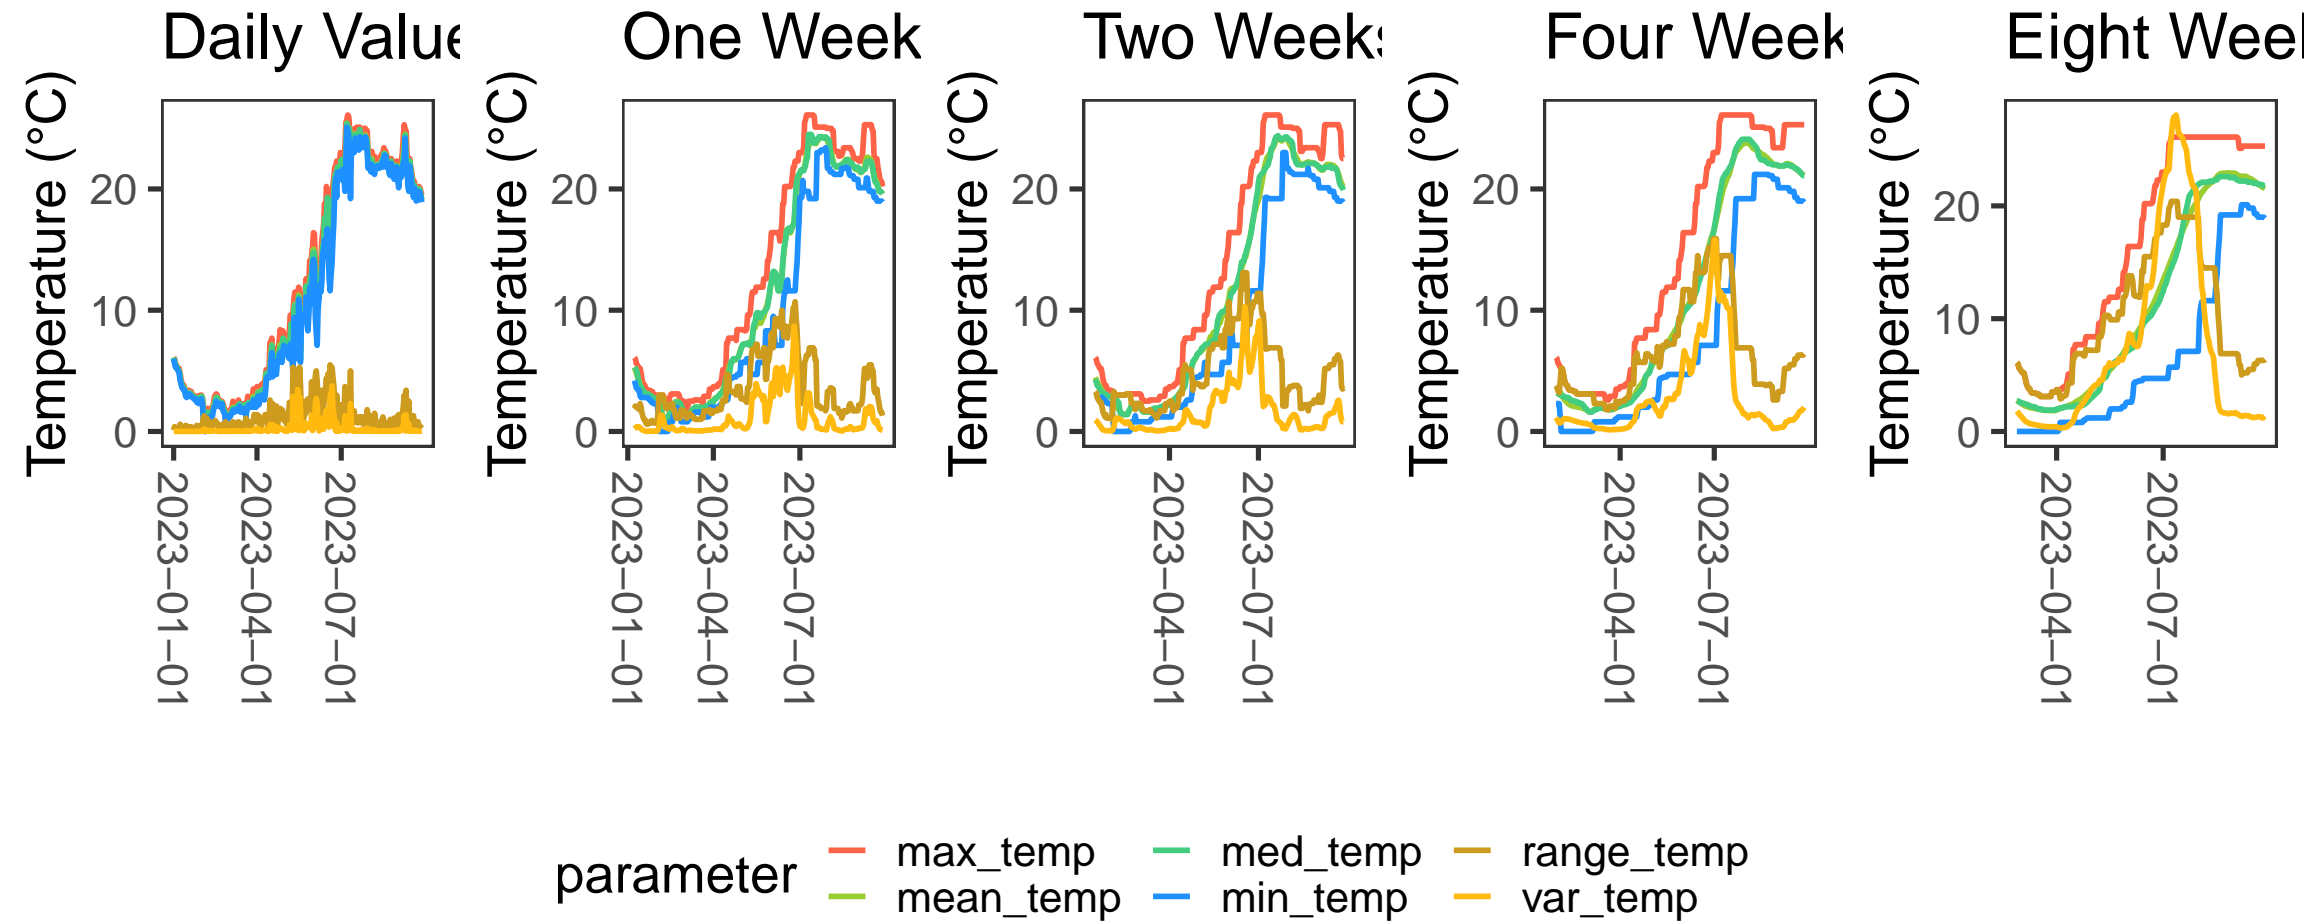 Daily Value
One Week
Two Weeks
Four Week
Eight Week
Temperature (°C)
20
10
0
2023−01−01
2023−04−01
2023−07−01
Temperature (°C)
20
10
0
2023−01−01
2023−04−01
2023−07−01
Temperature (°C)
20
10
0
2023−04−01
2023−07−01
Temperature (°C)
20
10
0
2023−04−01
2023−07−01
Temperature (°C)
20
10
0
2023−04−01
2023−07−01
parameter
max_temp
mean_temp
med_temp
min_temp
range_temp
var_temp